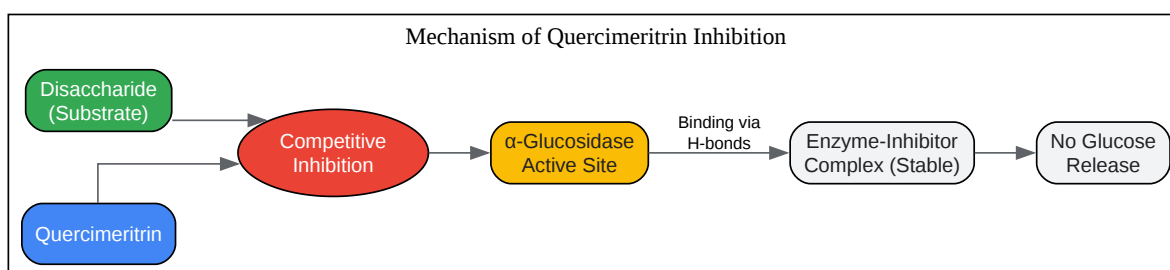 Mechanism of Quercimeritrin Inhibition
Disaccharide
(Substrate)
Quercimeritrin
Competitive
Inhibition
α-Glucosidase
Active Site
Binding via
H-bonds
Enzyme-Inhibitor
Complex (Stable)
No Glucose
Release